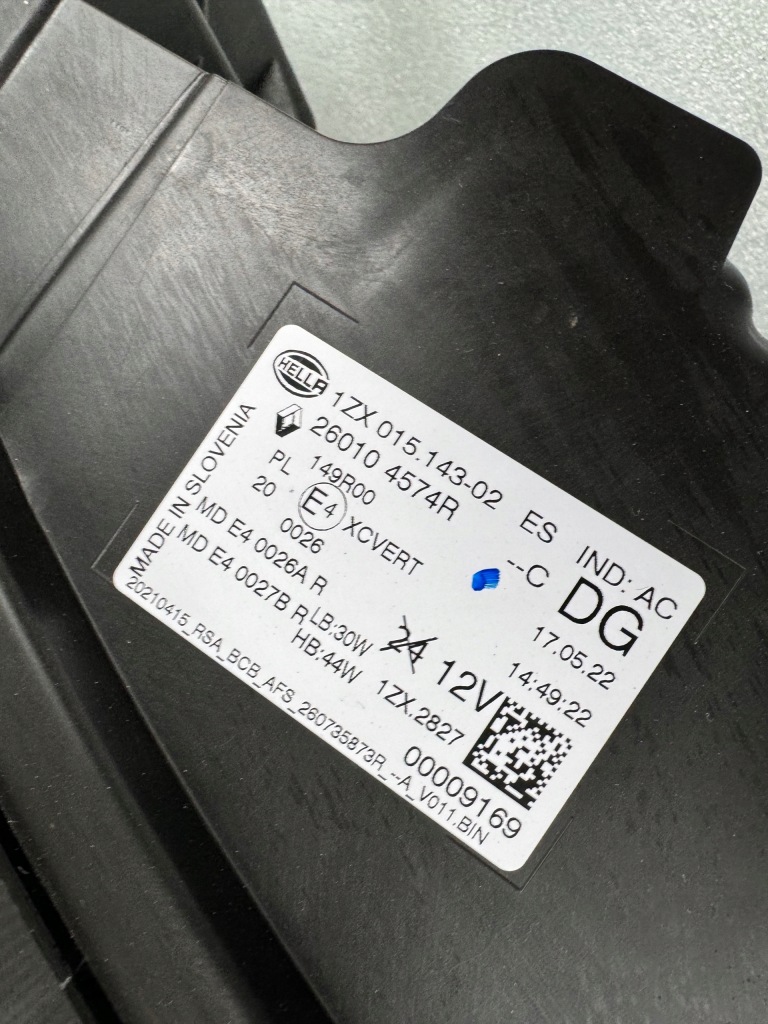 HELLA
1ZX 015.143-02 ES IND: AC
26010 4574R --C DG
149R00
PL E4 XCVERT 17.05.22
20 0026 14:49:22
MD E4 0026A R
MD E4 0027B R LB:30W 24 12V
HB:44W 1ZX.2827
00009169
MADE IN SLOVENIA
20210415_RSA_BCB_AFS_260735873R_--A_V011.BIN